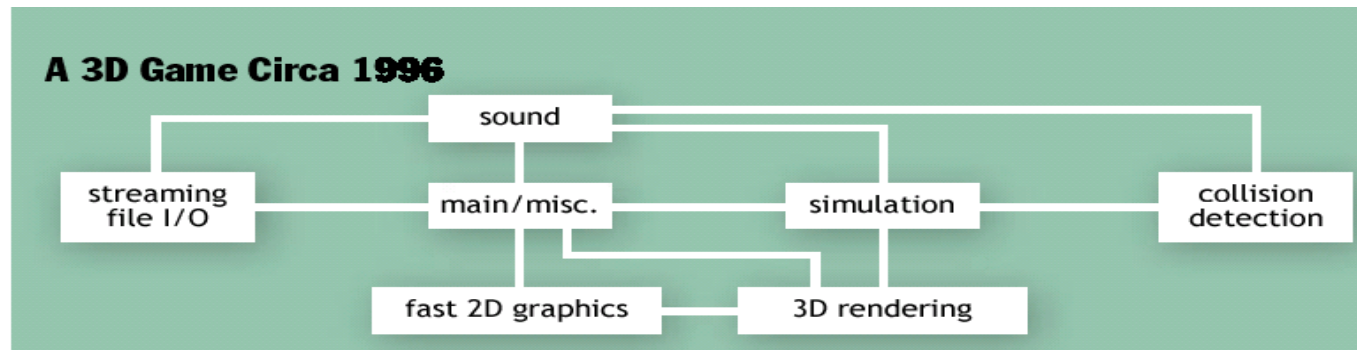 A 3D Game Circa 1996
sound
streaming
file I/O
main/misc.
simulation
collision
detection
fast 2D graphics
3D rendering